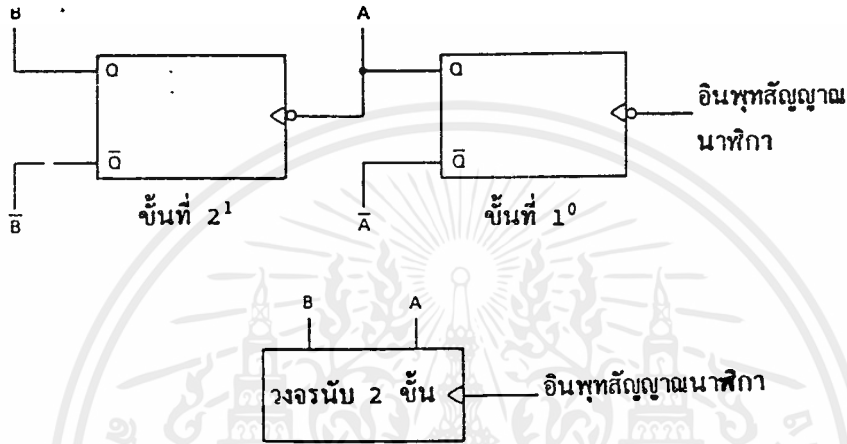 B A
Q Q
อินพุทสัญญาณ
นาฬิกา
Q̅ Q̅
B̅ A̅
ขั้นที่ 2¹ ขั้นที่ 1⁰
B A
วงจรนับ 2 ขั้น
อินพุทสัญญาณนาฬิกา